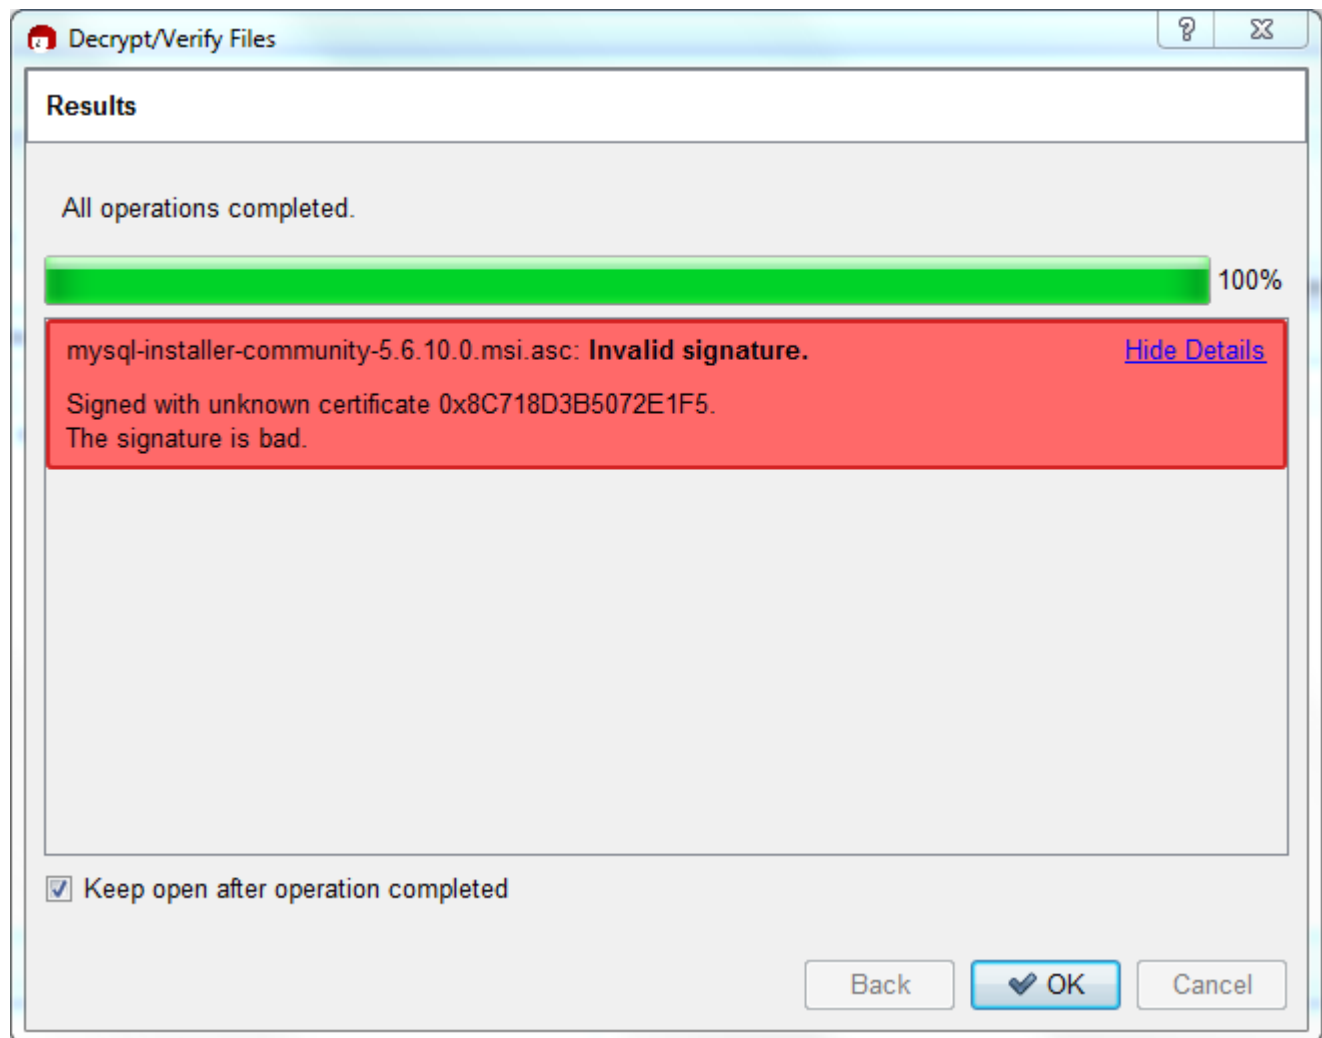 Decrypt/Verify Files
Results
All operations completed.
100%
mysql-installer-community-5.6.10.0.msi.asc: Invalid signature. Hide Details
Signed with unknown certificate 0x8C718D3B5072E1F5.
The signature is bad.
Keep open after operation completed
Back OK Cancel